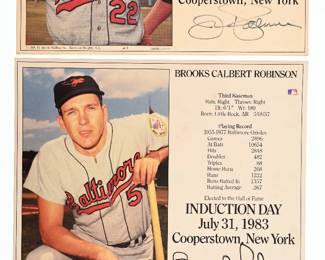 22
Cooperstown, New York
BROOKS CALBERT ROBINSON
Third Baseman
Bats: Right Throws: Right
Ht: 6'1" Wt: 190
Born: Little Rock, AR 5/18/37
Playing Record
1955-1977 Baltimore Orioles
Games 2896
At Bats 10654
Hits 2848
Doubles 482
Triples 68
Home Runs 268
Runs 1232
Runs Batted In 1357
Batting Average .267
Elected to the Hall of Fame
INDUCTION DAY
July 31, 1983
Cooperstown, New York
Baltimore
5